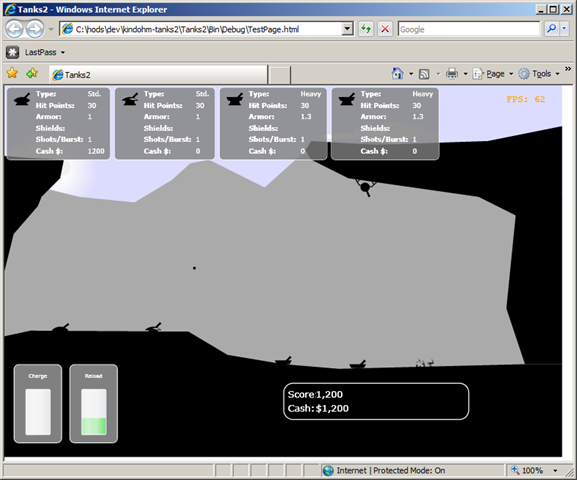 Tanks2 - Windows Internet Explorer
C:\hods\dev\kindohm-tanks2\Tanks2\Bin\Debug\TestPage.html
Google
LastPass
Tanks2
Page
Tools
»
Type: Std.
Hit Points: 30
Armor: 1
Shields:
Shots/Burst: 1
Cash $: 1200
Type: Std.
Hit Points: 30
Armor: 1
Shields:
Shots/Burst: 1
Cash $: 0
Type: Heavy
Hit Points: 30
Armor: 1.3
Shields:
Shots/Burst: 1
Cash $: 0
Type: Heavy
Hit Points: 30
Armor: 1.3
Shields:
Shots/Burst: 1
Cash $: 0
FPS: 62
Charge
Reload
Score:1,200
Cash: $1,200
Internet | Protected Mode: On
100%